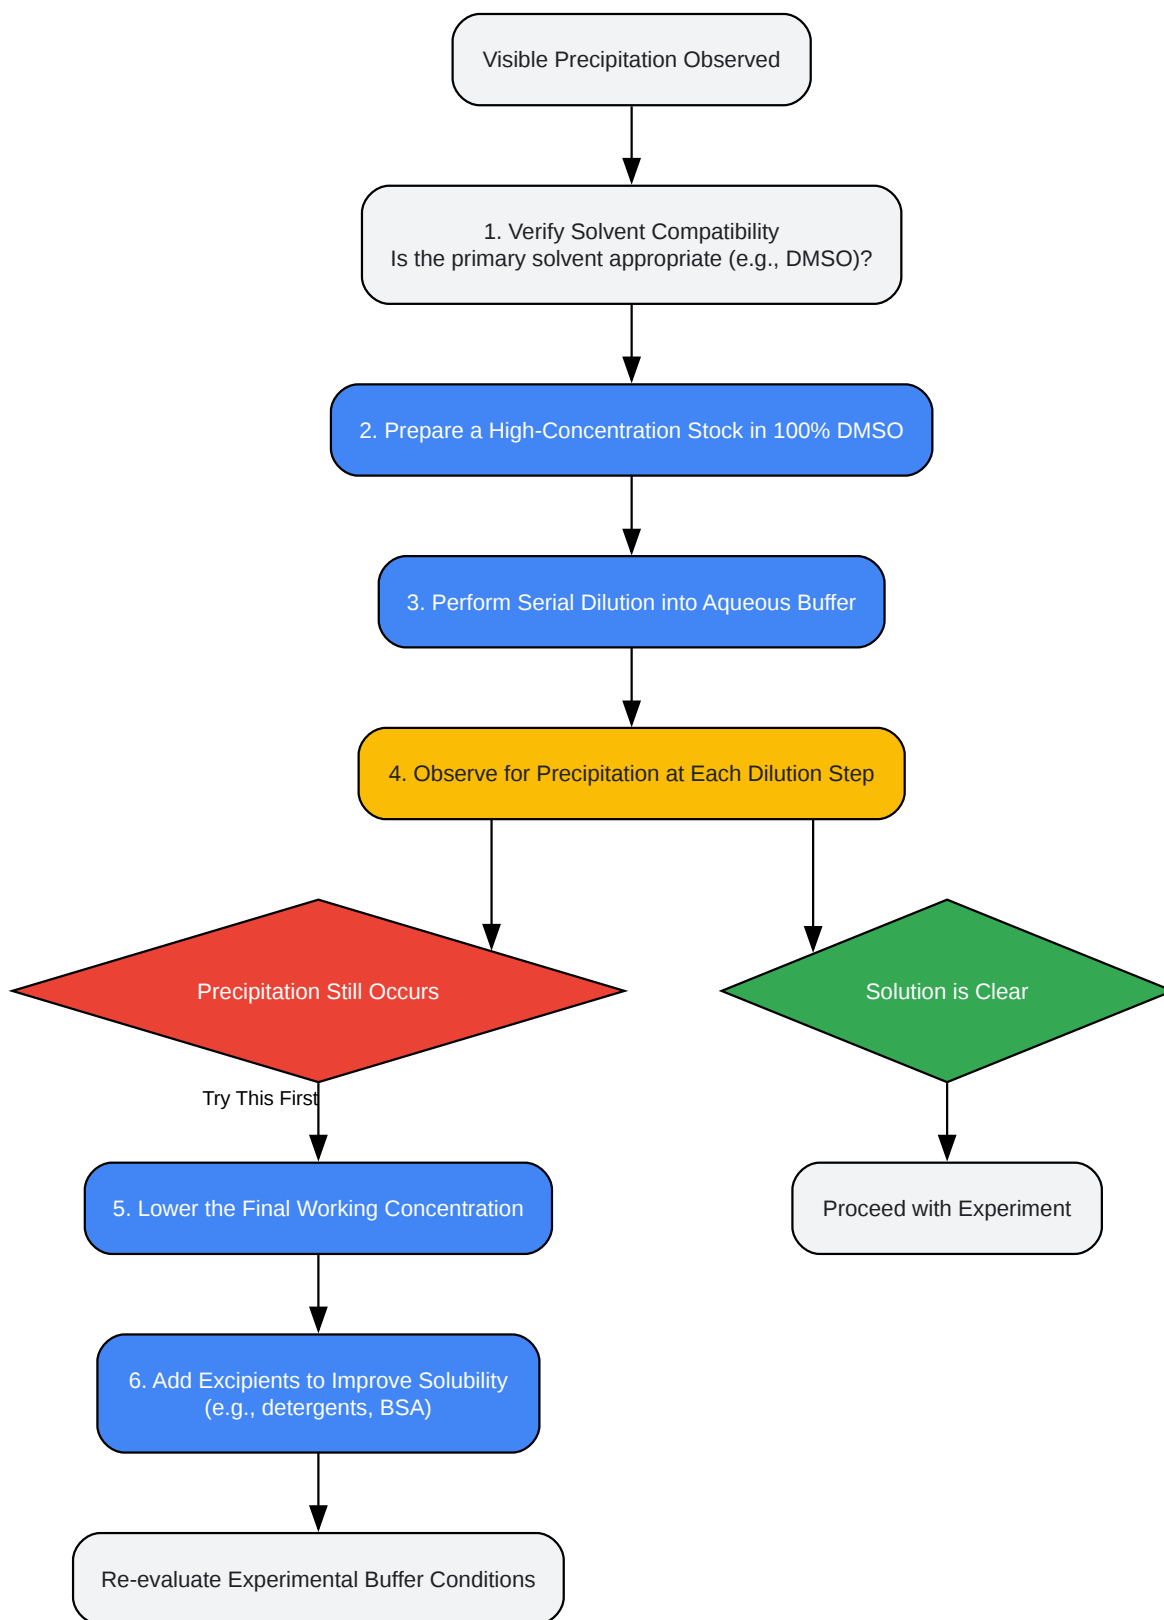 Visible Precipitation Observed
1. Verify Solvent Compatibility
Is the primary solvent appropriate (e.g., DMSO)?
2. Prepare a High-Concentration Stock in 100% DMSO
3. Perform Serial Dilution into Aqueous Buffer
4. Observe for Precipitation at Each Dilution Step
Precipitation Still Occurs
Solution is Clear
Try This First
5. Lower the Final Working Concentration
Proceed with Experiment
6. Add Excipients to Improve Solubility
(e.g., detergents, BSA)
Re-evaluate Experimental Buffer Conditions